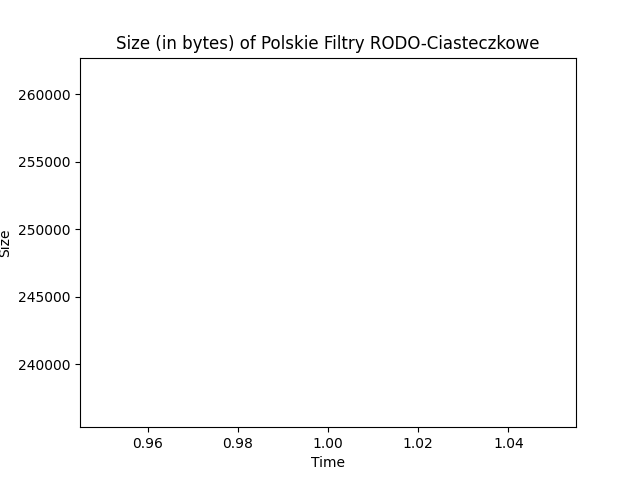 Size (in bytes) of Polskie Filtry RODO-Ciasteczkowe
260000
255000
250000
245000
240000
Size
0.96 0.98 1.00 1.02 1.04
Time